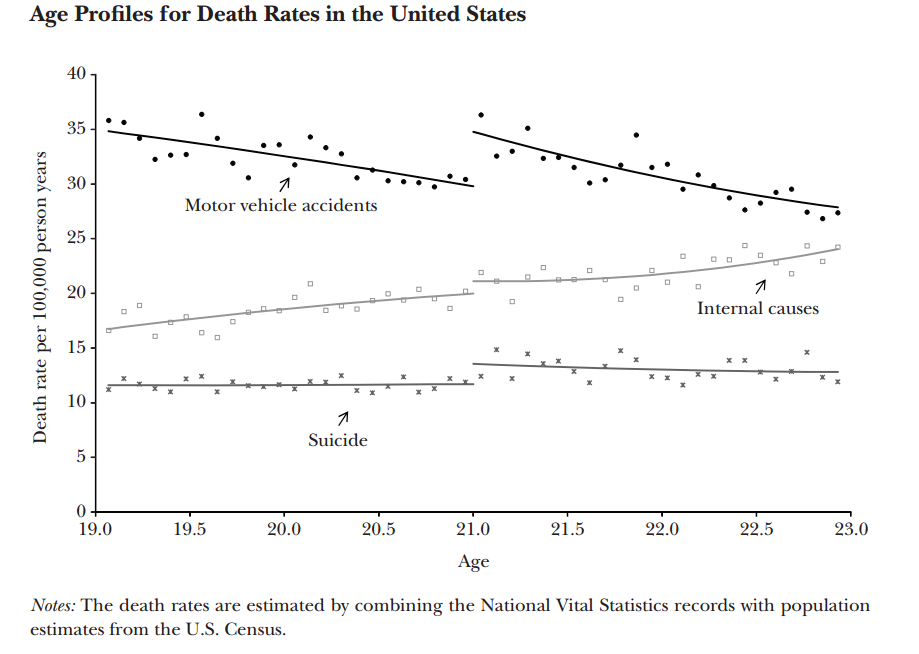 Age Profiles for Death Rates in the United States
Death rate per 100,000 person years
40
35
30
25
20
15
10
5
0
Motor vehicle accidents
Internal causes
Suicide
19.0 19.5 20.0 20.5 21.0 21.5 22.0 22.5 23.0
Age
Notes: The death rates are estimated by combining the National Vital Statistics records with population
estimates from the U.S. Census.